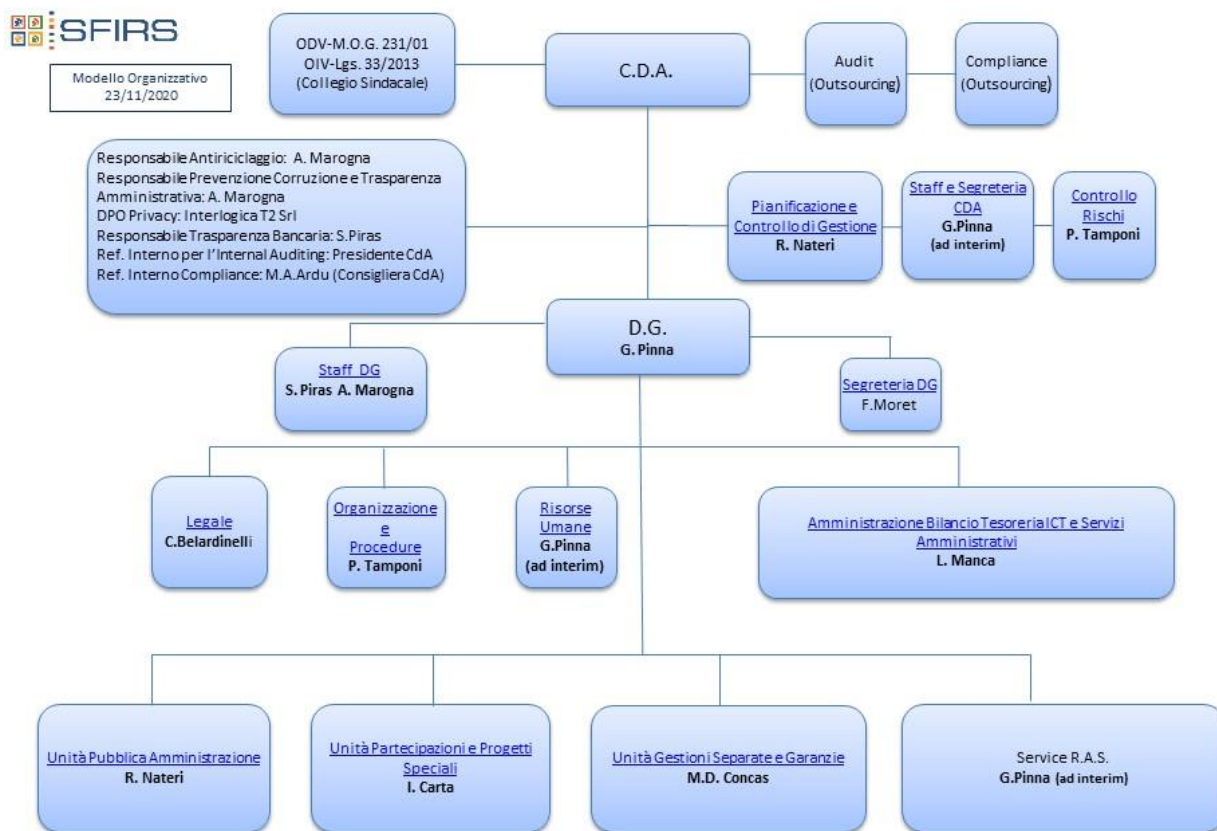 SFIRS
Modello Organizzativo
23/11/2020
ODV-M.O.G. 231/01
OIV-Lgs. 33/2013
(Collegio Sindacale)
C.D.A.
Audit
(Outsourcing)
Compliance
(Outsourcing)
Responsabile Antiriciclaggio: A. Marogna
Responsabile Prevenzione Corruzione e Trasparenza
Amministrativa: A. Marogna
DPO Privacy: Interlogica T2 Srl
Responsabile Trasparenza Bancaria: S.Piras
Ref. Interno per l'Internal Auditing: Presidente CdA
Ref. Interno Compliance: M.A.Ardu (Consigliera CdA)
Pianificazione e
Controllo di Gestione
R. Nateri
Staff e Segreteria
CDA
G.Pinna
(ad interim)
Controllo
Rischi
P. Tamponi
D.G.
G. Pinna
Staff DG
S. Piras A. Marogna
Segreteria DG
F.Moret
Legale
C.Belardinelli
Organizzazione
e
Procedure
P. Tamponi
Risorse
Umane
G.Pinna
(ad interim)
Amministrazione Bilancio Tesoreria ICT e Servizi
Amministrativi
L. Manca
Unità Pubblica Amministrazione
R. Nateri
Unità Partecipazioni e Progetti
Speciali
I. Carta
Unità Gestioni Separate e Garanzie
M.D. Concas
Service R.A.S.
G.Pinna (ad interim)